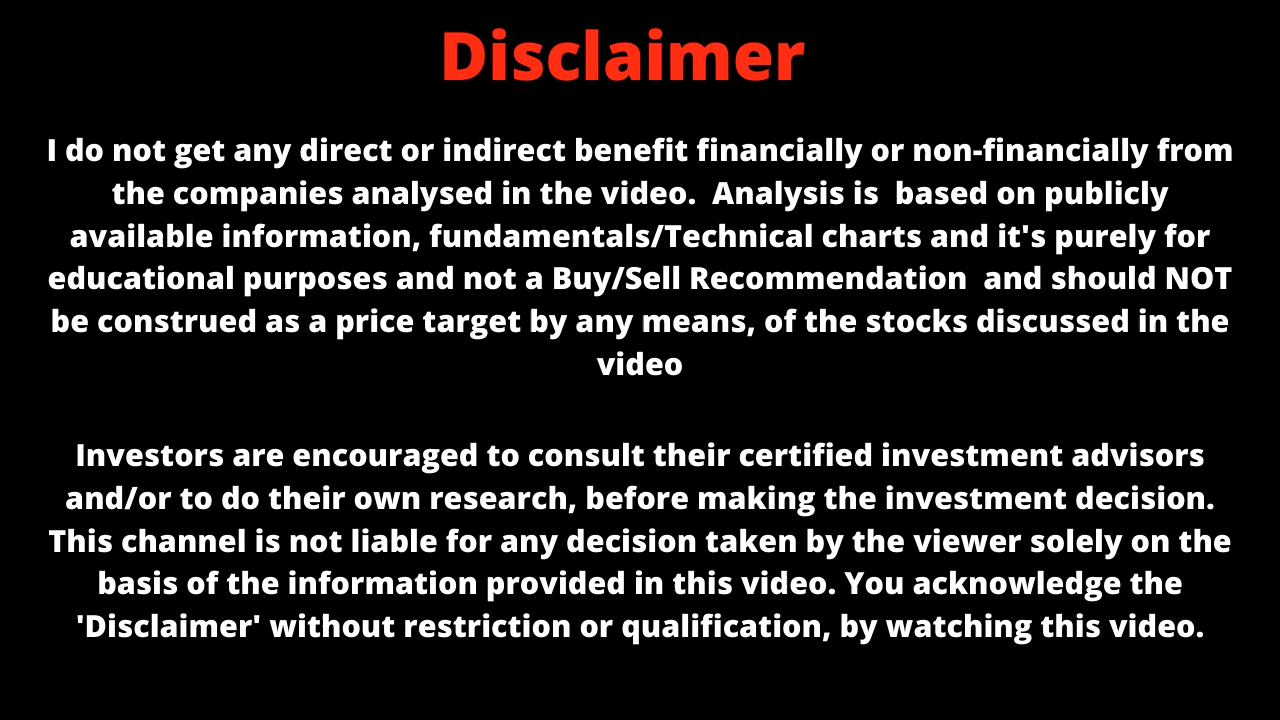 Disclaimer
I do not get any direct or indirect benefit financially or non-financially from
the companies analysed in the video.  Analysis is  based on publicly
available information, fundamentals/Technical charts and it's purely for
educational purposes and not a Buy/Sell Recommendation  and should NOT
be construed as a price target by any means, of the stocks discussed in the
video
Investors are encouraged to consult their certified investment advisors
and/or to do their own research, before making the investment decision.
This channel is not liable for any decision taken by the viewer solely on the
basis of the information provided in this video. You acknowledge the
'Disclaimer' without restriction or qualification, by watching this video.